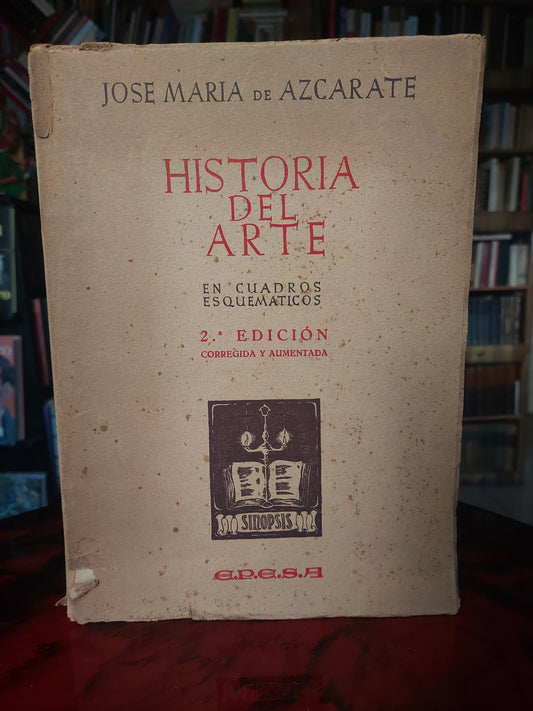 JOSE MARIA DE AZCARATE
HISTORIA
DEL
ARTE
EN CUADROS
ESQUEMATICOS
2.ª EDICIÓN
CORREGIDA Y AUMENTADA
SINOPSIS
E.P.E.S.A